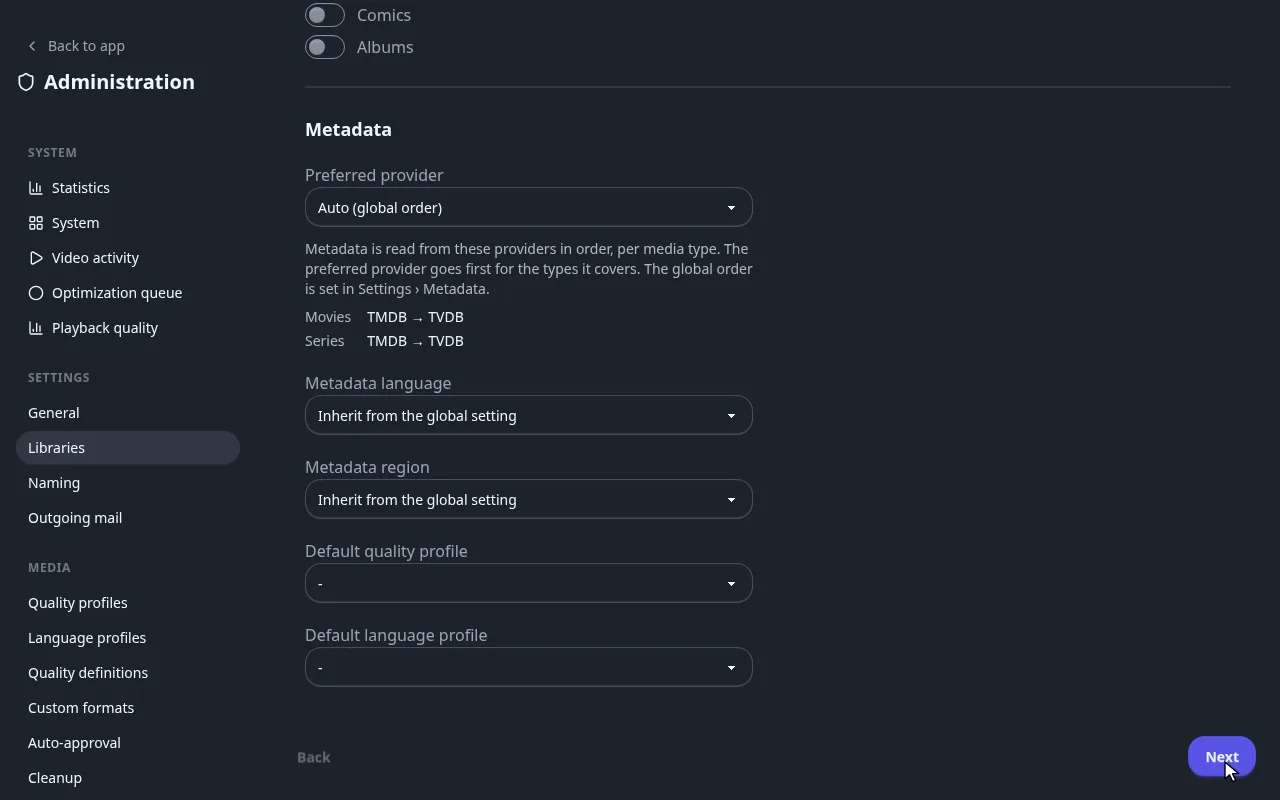 Back to app
Administration
SYSTEM
Statistics
System
Video activity
Optimization queue
Playback quality
SETTINGS
General
Libraries
Naming
Outgoing mail
MEDIA
Quality profiles
Language profiles
Quality definitions
Custom formats
Auto-approval
Cleanup
Comics
Albums
Metadata
Preferred provider
Auto (global order)
Metadata is read from these providers in order, per media type. The
preferred provider goes first for the types it covers. The global order
is set in Settings › Metadata.
Movies TMDB → TVDB
Series TMDB → TVDB
Metadata language
Inherit from the global setting
Metadata region
Inherit from the global setting
Default quality profile
-
Default language profile
-
Back
Next